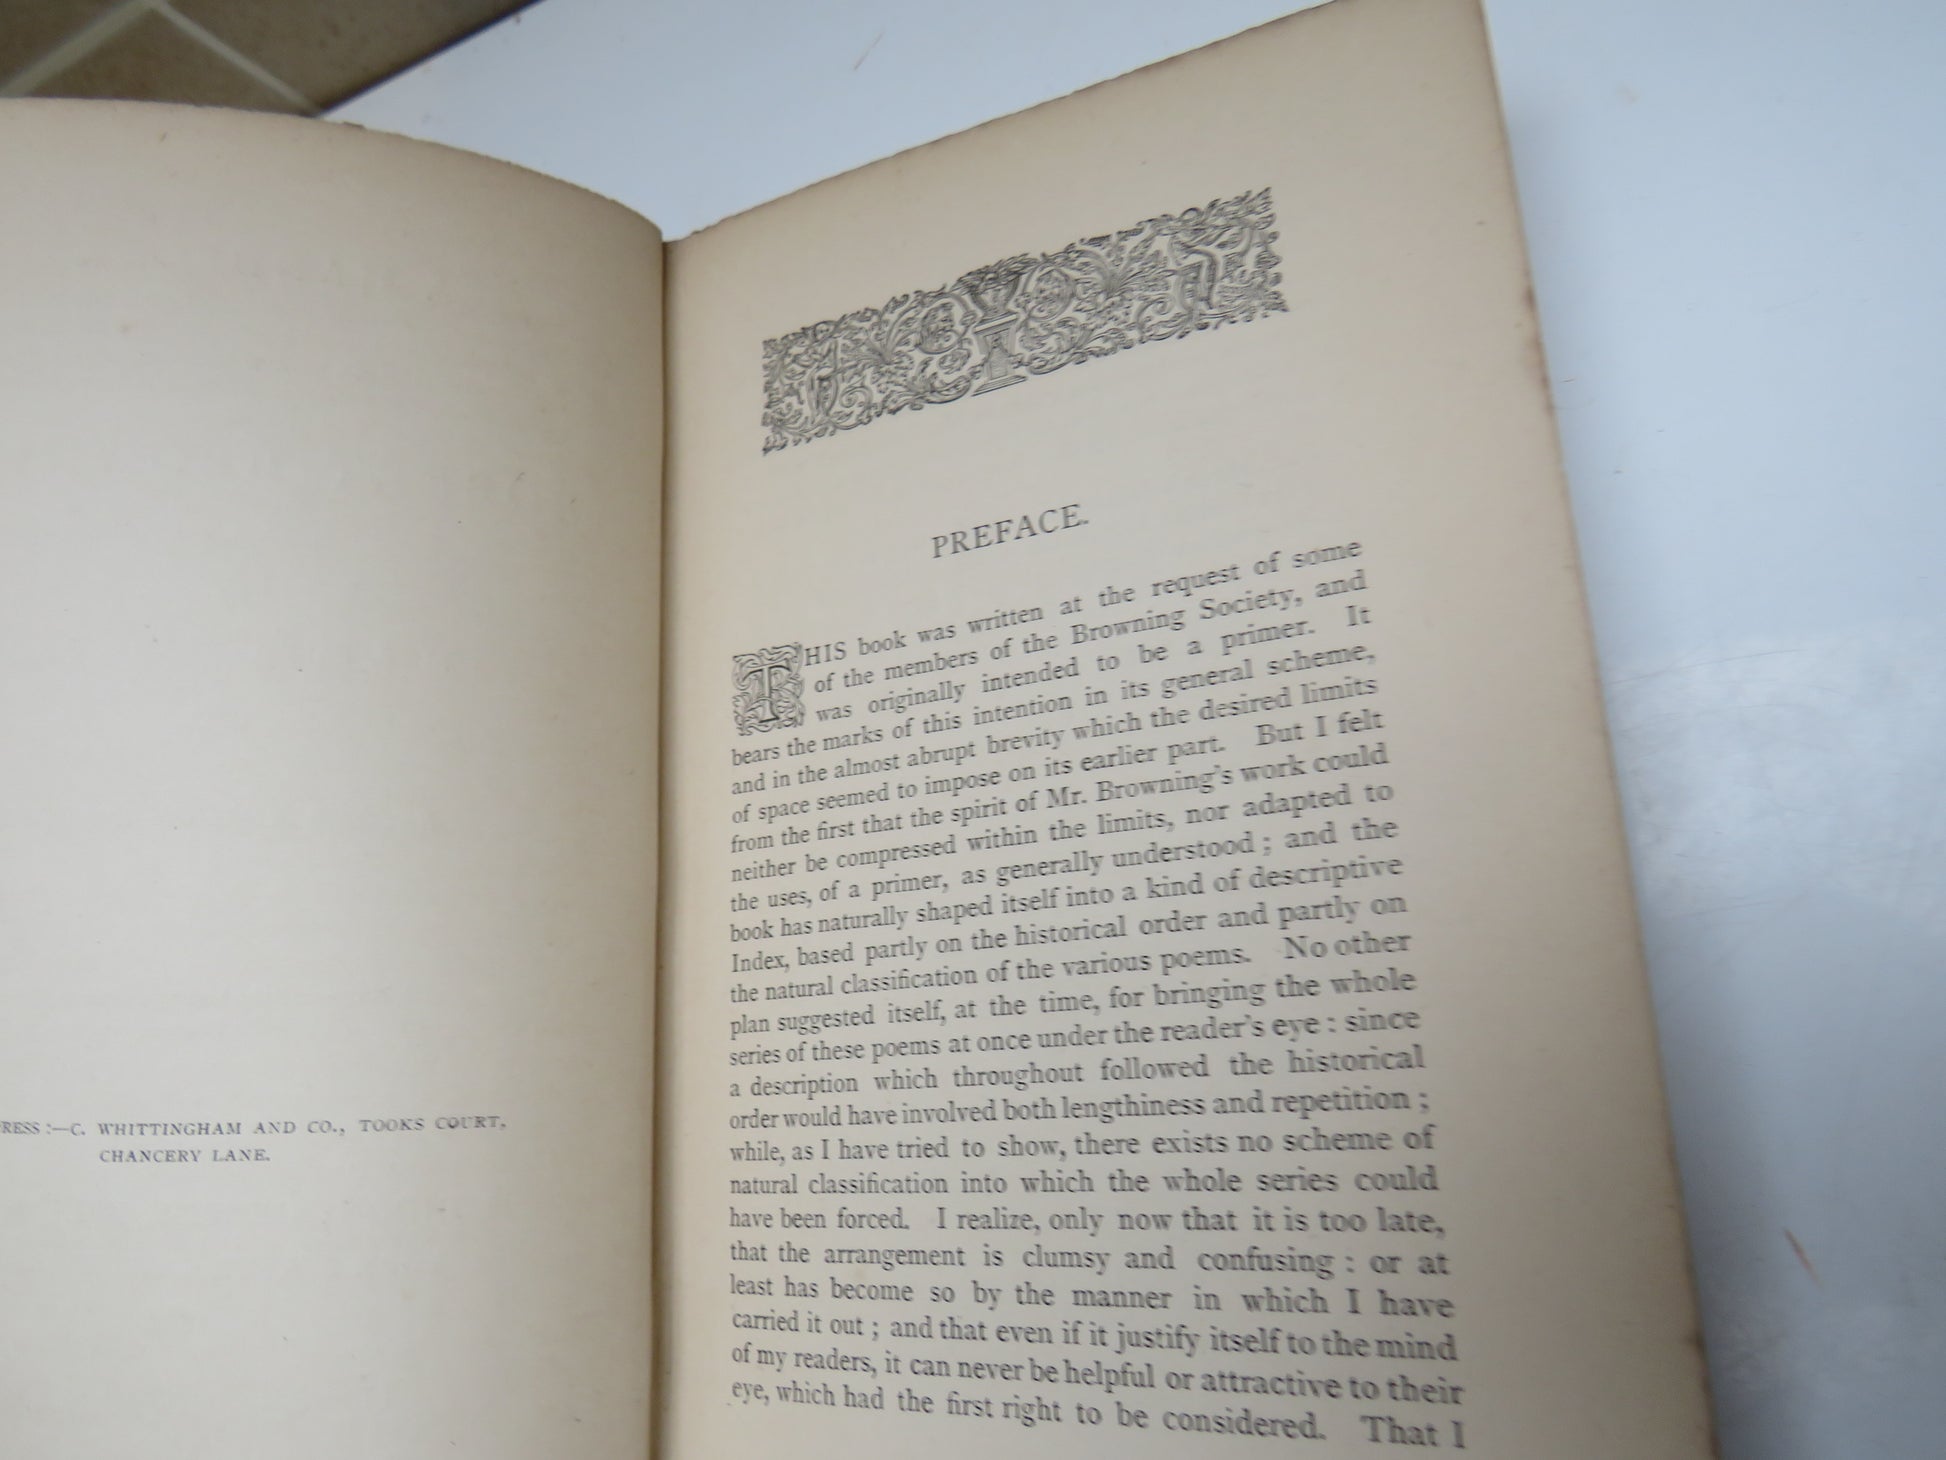 RESS:—C. WHITTINGHAM AND CO., TOOKS COURT,
CHANCERY LANE.
PREFACE.
THIS book was written at the request of some
of the members of the Browning Society, and
was originally intended to be a primer. It
bears the marks of this intention in its general scheme,
and in the almost abrupt brevity which the desired limits
of space seemed to impose on its earlier part. But I felt
from the first that the spirit of Mr. Browning's work could
neither be compressed within the limits, nor adapted to
the uses, of a primer, as generally understood; and the
book has naturally shaped itself into a kind of descriptive
Index, based partly on the historical order and partly on
the natural classification of the various poems. No other
plan suggested itself, at the time, for bringing the whole
series of these poems at once under the reader's eye: since
a description which throughout followed the historical
order would have involved both lengthiness and repetition;
while, as I have tried to show, there exists no scheme of
natural classification into which the whole series could
have been forced. I realize, only now that it is too late,
that the arrangement is clumsy and confusing: or at
least has become so by the manner in which I have
carried it out; and that even if it justify itself to the mind
of my readers, it can never be helpful or attractive to their
eye, which had the first right to be considered. That I